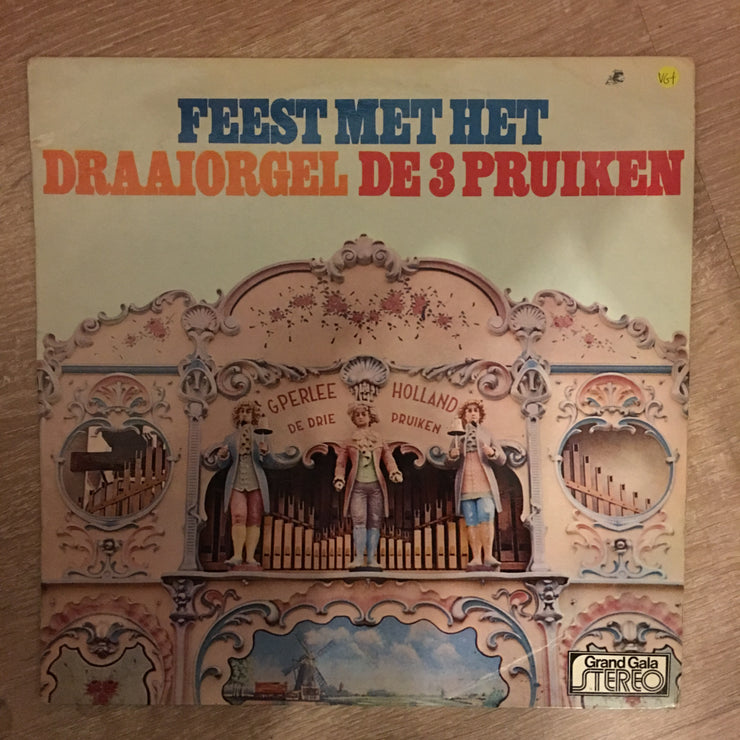 VG+
FEEST MET HET
DRAAIORGEL DE 3 PRUIKEN
G PERLEE HOLLAND
DE DRIE PRUIKEN
Grand Gala
STEREO